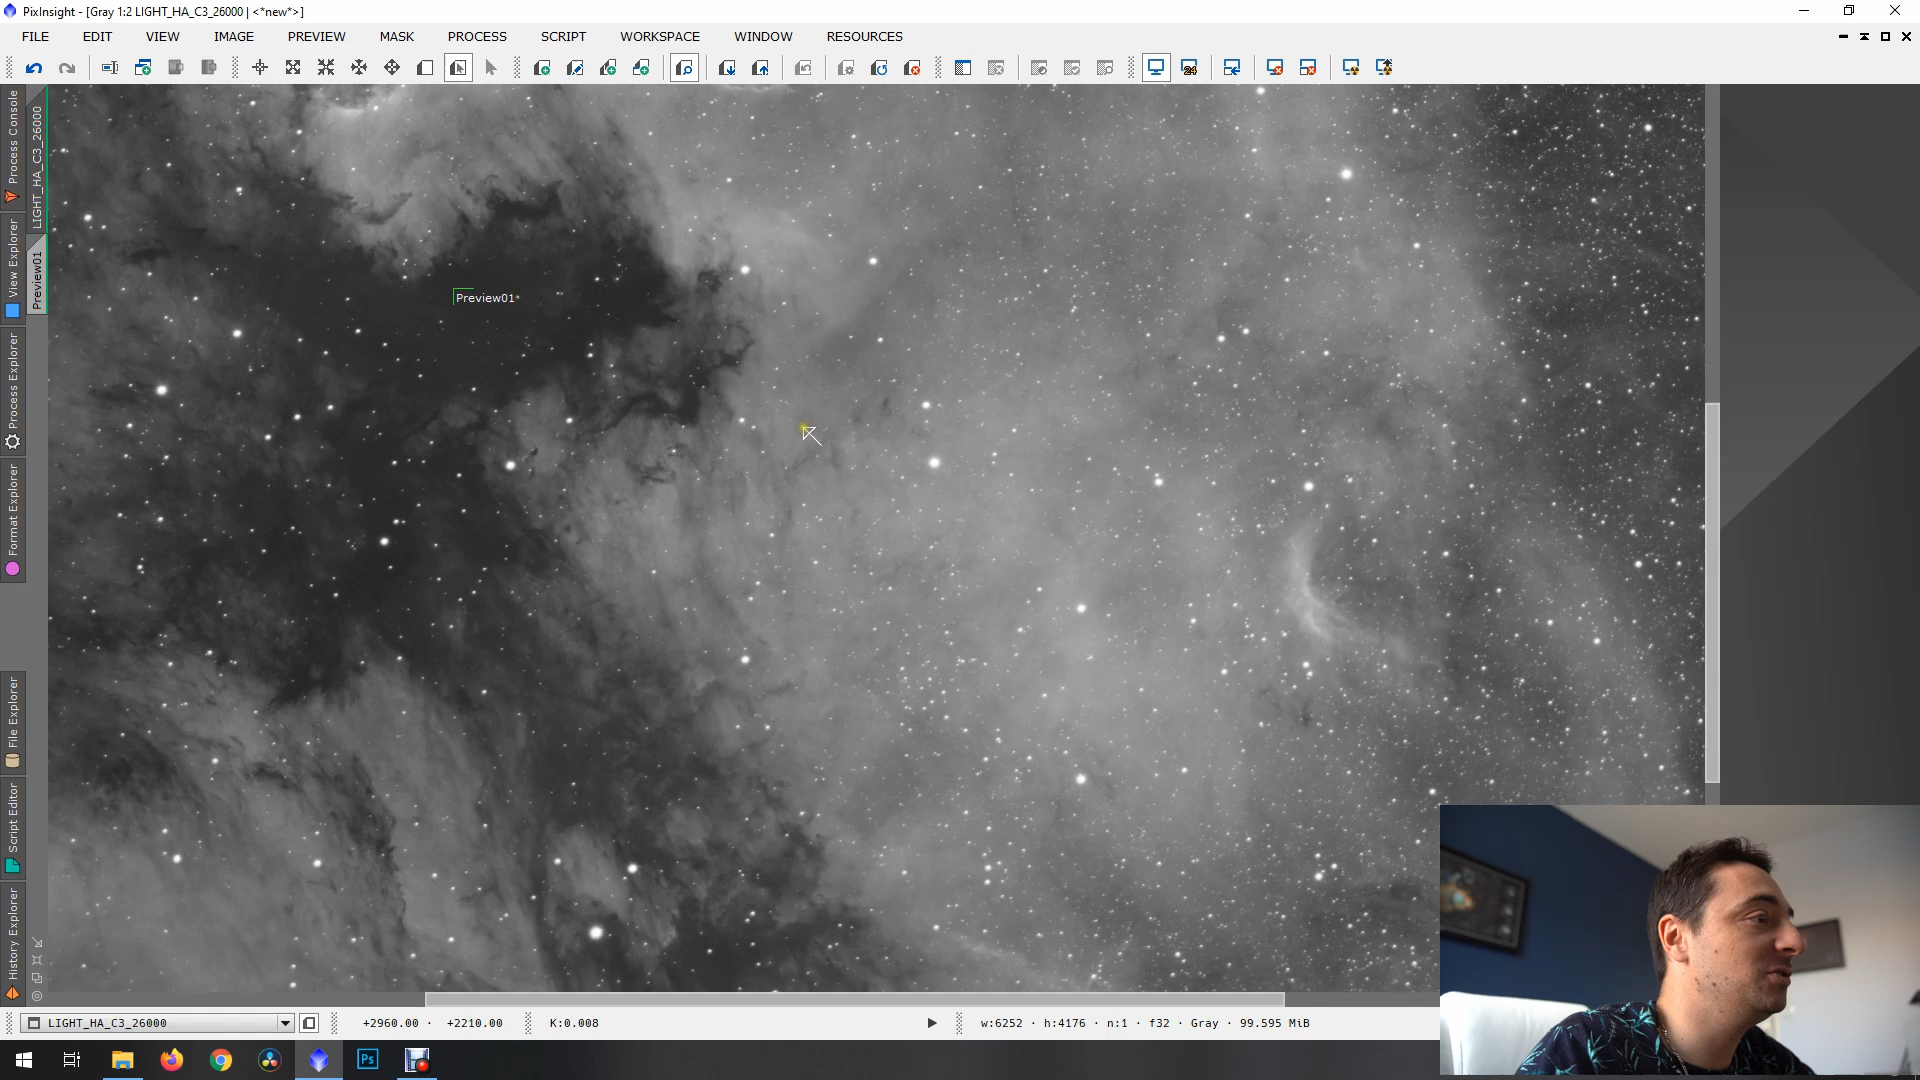 PixInsight - [Gray 1:2 LIGHT_HA_C3_26000 | <*new*>]
FILE EDIT VIEW IMAGE PREVIEW MASK PROCESS SCRIPT WORKSPACE WINDOW RESOURCES
24
Process Console
View Explorer
Process Explorer
Format Explorer
File Explorer
Script Editor
History Explorer
LIGHT_HA_C3_26000
Preview01
Preview01*
LIGHT_HA_C3_26000
+2960.00 · +2210.00
K:0.008
w:6252 · h:4176 · n:1 · f32 · Gray · 99.595 MiB
Ps